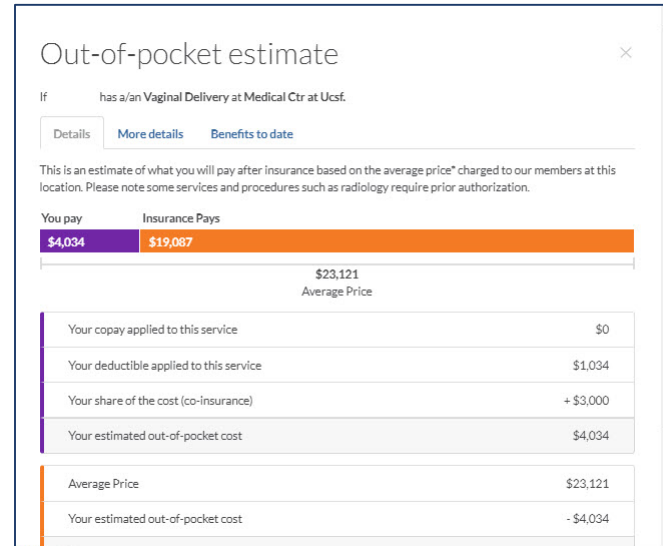 Out-of-pocket estimate
×
If has a/an Vaginal Delivery at Medical Ctr at Ucsf.
Details More details Benefits to date
This is an estimate of what you will pay after insurance based on the average price* charged to our members at this
location. Please note some services and procedures such as radiology require prior authorization.
You pay Insurance Pays
$4,034 $19,087
$23,121
Average Price
Your copay applied to this service $0
Your deductible applied to this service $1,034
Your share of the cost (co-insurance) + $3,000
Your estimated out-of-pocket cost $4,034
Average Price $23,121
Your estimated out-of-pocket cost - $4,034